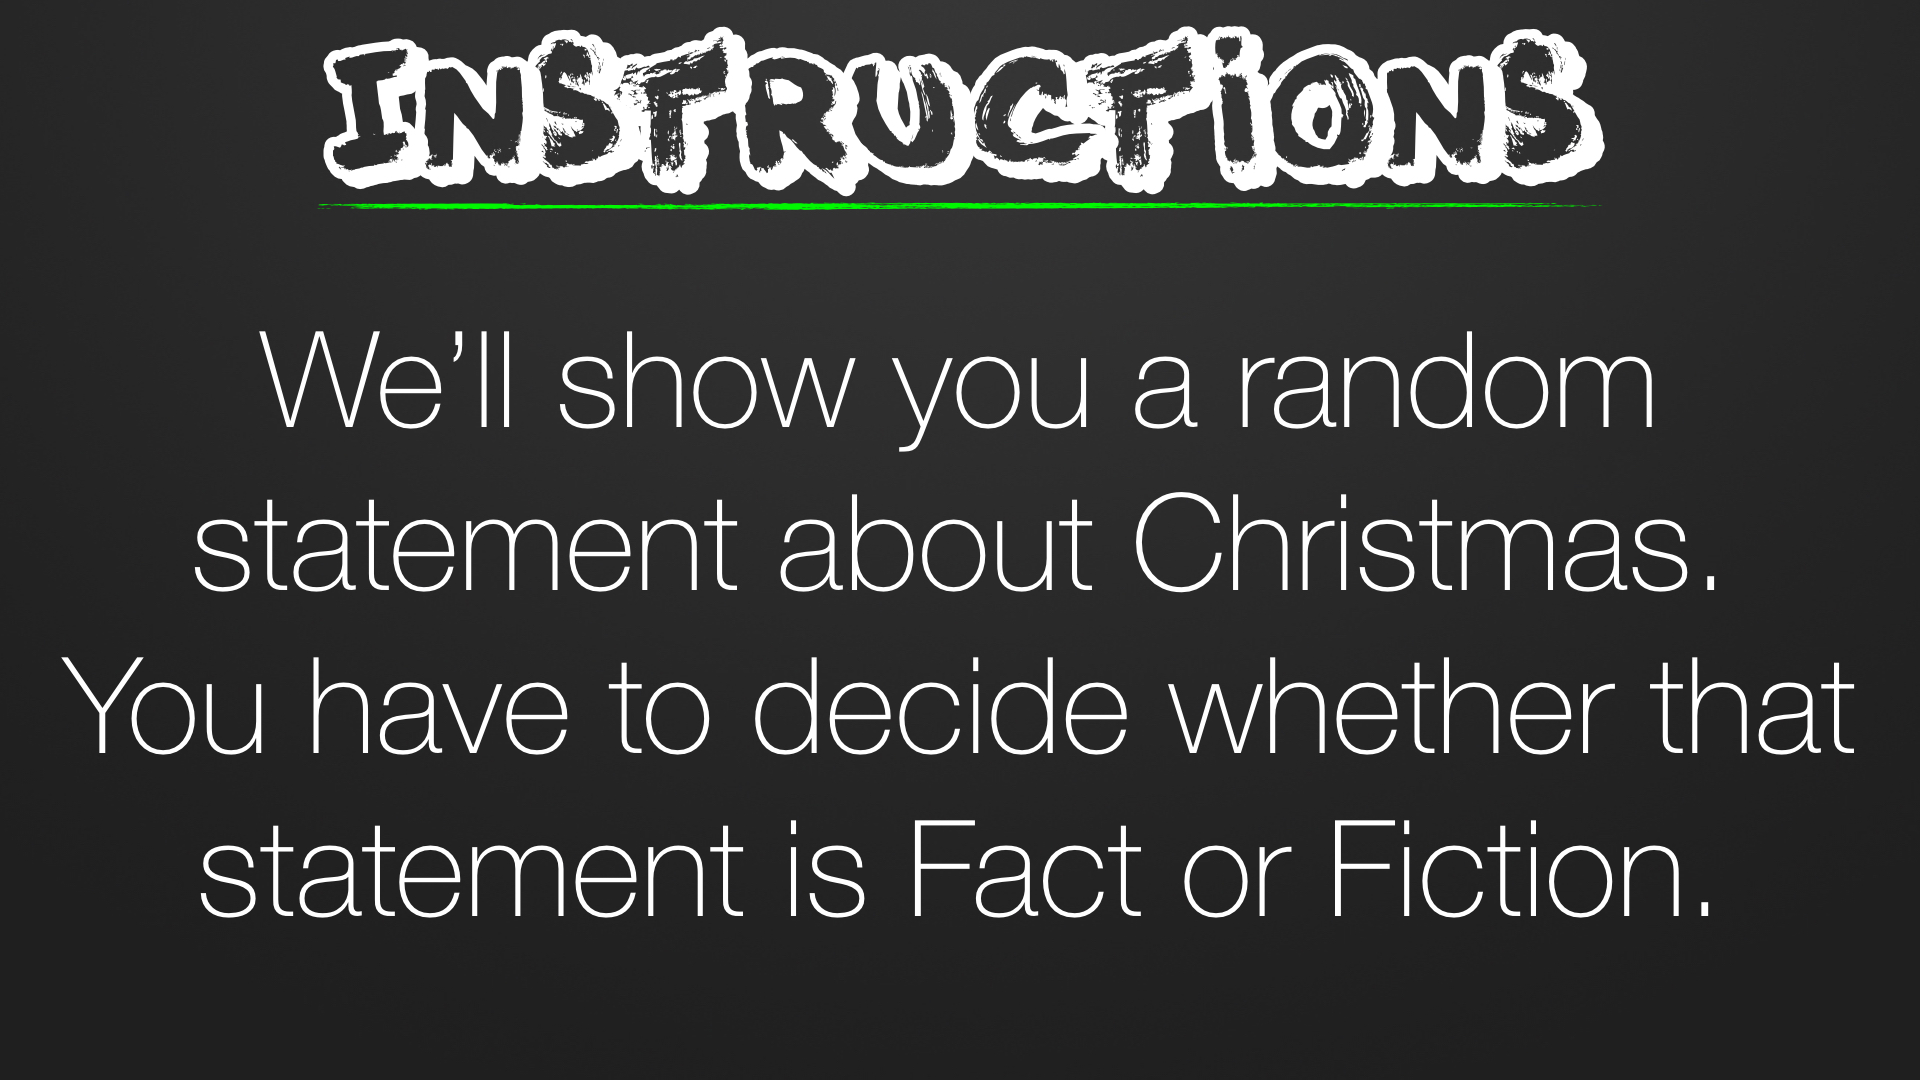 INSTRUCTiONS
We’ll show you a random
statement about Christmas.
You have to decide whether that
statement is Fact or Fiction.